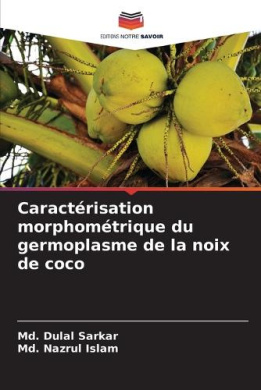 EDITIONS NOTRE SAVOIR
Caractérisation
morphométrique du
germoplasme de la noix
de coco
Md. Dulal Sarkar
Md. Nazrul Islam